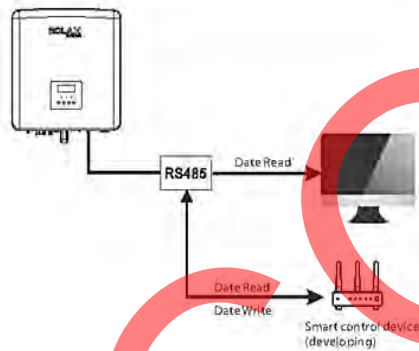 SOLAX
RS485
Date Read
Date Read
Date Write
Smart control device
(developing)